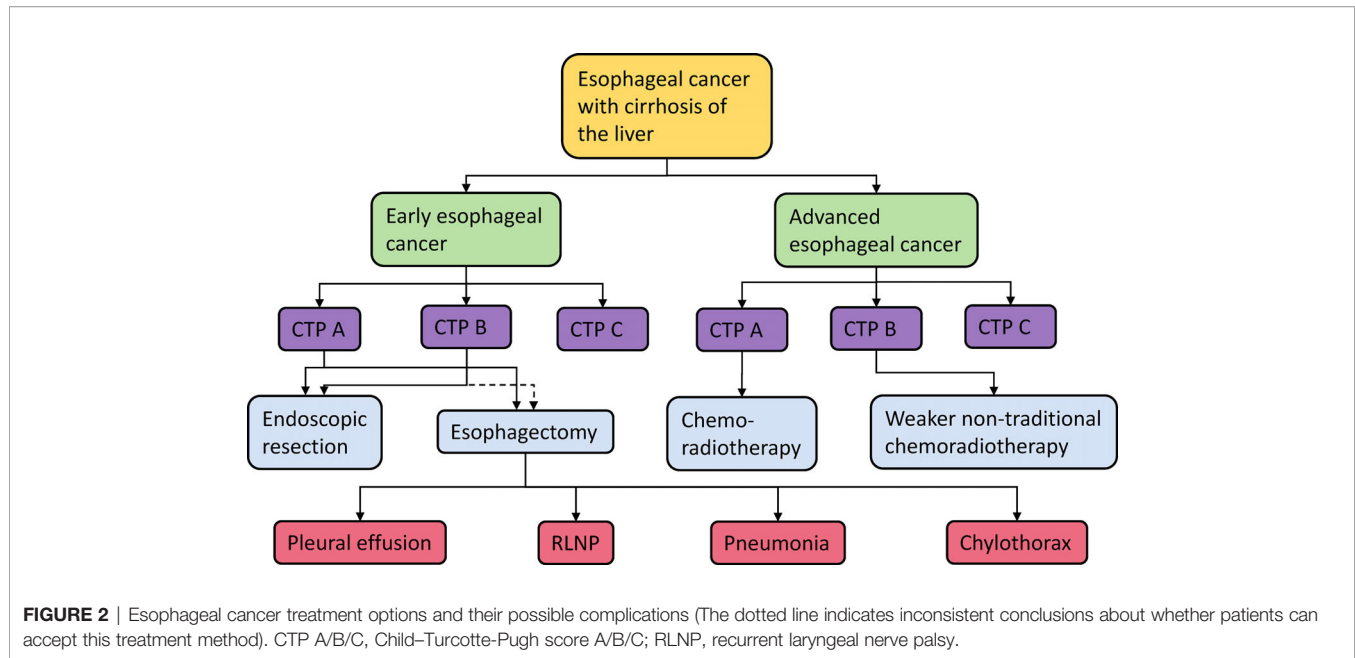 Esophageal cancer
with cirrhosis of
the liver
Early esophageal
cancer
Advanced
esophageal cancer
CTP A
CTP B
CTP C
CTP A
CTP B
CTP C
Endoscopic
resection
Esophagectomy
Chemo-
radiotherapy
Weaker non-traditional
chemoradiotherapy
Pleural effusion
RLNP
Pneumonia
Chylothorax
FIGURE 2 | Esophageal cancer treatment options and their possible complications (The dotted line indicates inconsistent conclusions about whether patients can
accept this treatment method). CTP A/B/C, Child–Turcotte-Pugh score A/B/C; RLNP, recurrent laryngeal nerve palsy.